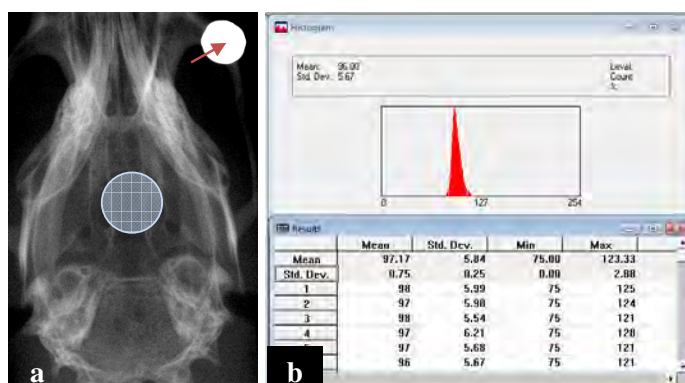 a
b
Histogram
Mean: 96.00
Std. Dev.: 5.67
Level:
Count:
%:
0 127 254
Results
Mean Std. Dev. Min Max
Mean 97.17 5.84 75.00 123.33
Std. Dev. 0.75 0.25 0.00 2.88
1 98 5.99 75 125
2 97 5.90 75 124
3 98 5.54 75 121
4 97 6.21 75 128
97 5.68 75 121
96 5.67 75 121